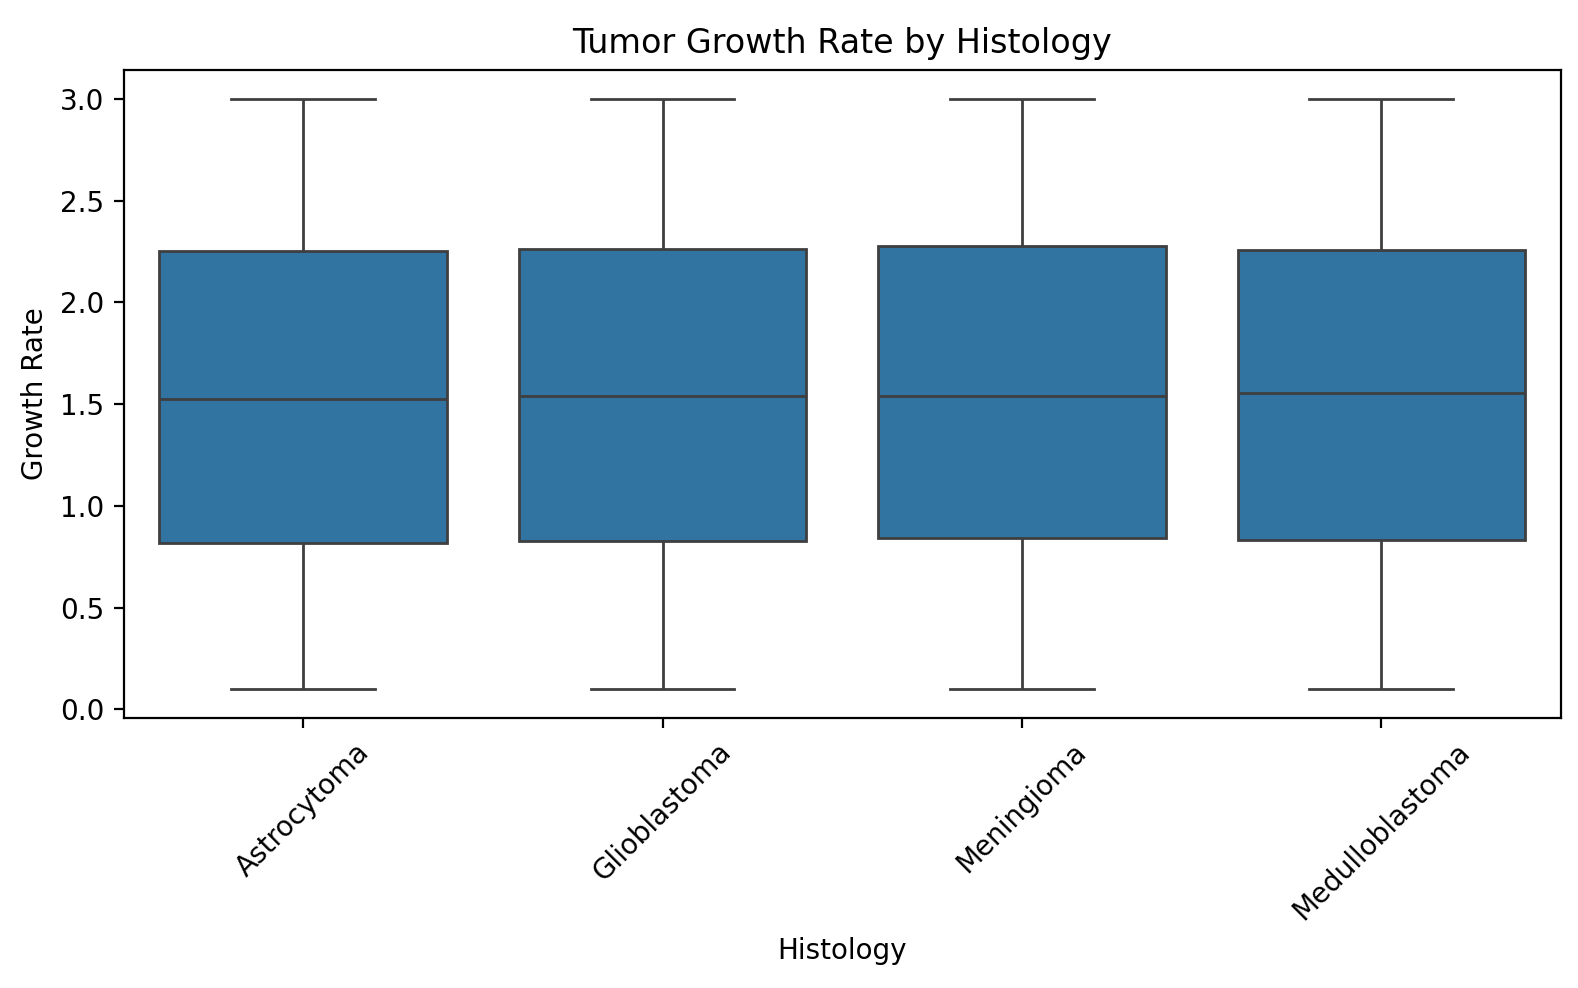 Tumor Growth Rate by Histology
3.0
2.5
2.0
1.5
1.0
0.5
0.0
Growth Rate
Astrocytoma
Glioblastoma
Meningioma
Medulloblastoma
Histology